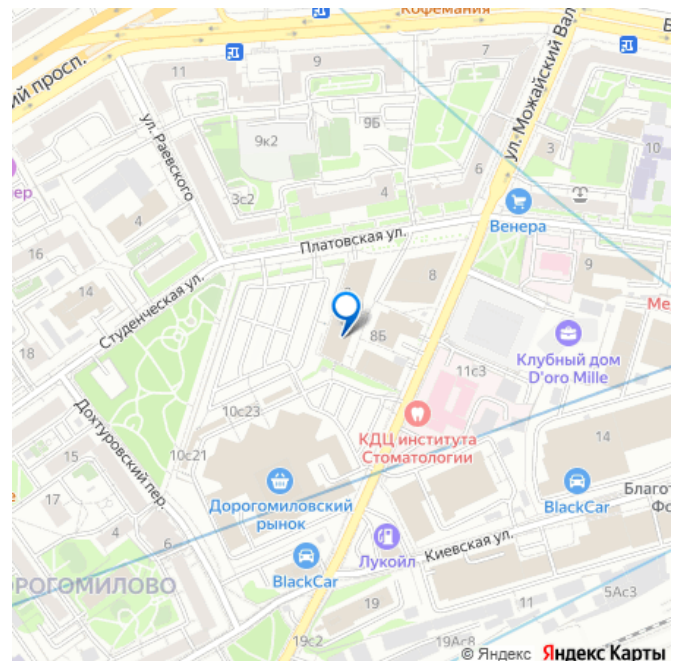 Кофемания
ий просп.
11
9
7
ул. Можайский Вал
В
ул. Раевского
9к2
9Б
6
3
10
ер
3с2
4
4
Венера
16
Платовская ул.
14
Студенческая ул.
8
9
Ме
8Б
18
Клубный дом
D'oro Mille
11с3
10с23
КДЦ института
Стоматологии
Дохтуровский пер.
10с21
15
14
17
е
Дорогомиловский
рынок
BlackCar
Благот
Фо
4
6
Лукойл
Киевская ул.
ОРОГОМИЛОВО
BlackCar
19
11
5Ас3
19с2
19Ас8
© Яндекс Яндекс Карты